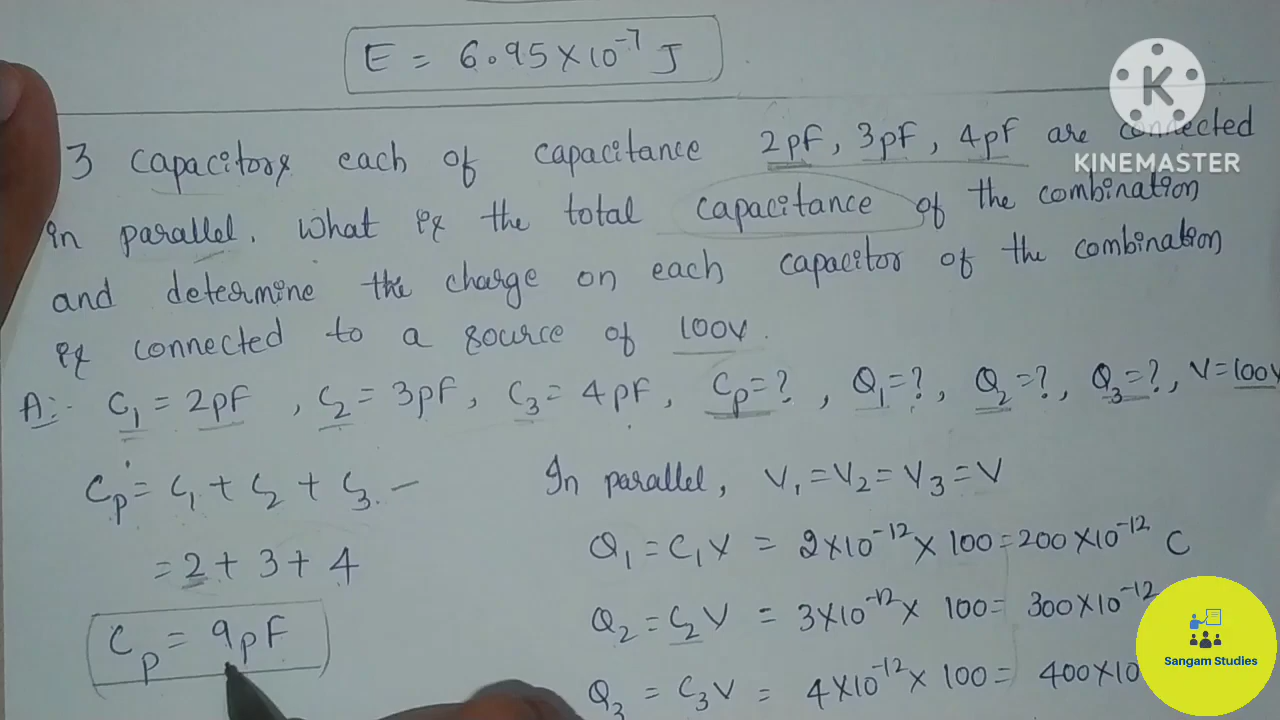 E = 6.95×10⁻⁷ J
K
KINEMASTER
3 capacitors each of capacitance 2pF, 3pF, 4pF are connected
in parallel. What is the total capacitance of the combination
and determine the charge on each capacitor of the combination
is connected to a source of 100V.
A:- C₁ = 2pF, C₂ = 3pF, C₃ = 4pF, Cp=?, Q₁=?, Q₂=?, Q₃=?, V=100V
Cp = C₁ + C₂ + C₃ -
= 2 + 3 + 4
Cp = 9pF
In parallel, V₁ = V₂ = V₃ = V
Q₁ = C₁V = 2×10⁻¹² × 100 = 200×10⁻¹² C
Q₂ = C₂V = 3×10⁻¹² × 100 = 300×10⁻¹²
Q₃ = C₃V = 4×10⁻¹² × 100 = 400×10
Sangam Studies